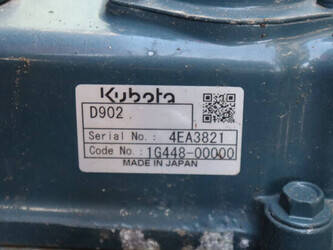 Kubota
D902
Serial No.: 4EA3821
Code No.: 1G448-00000
MADE IN JAPAN